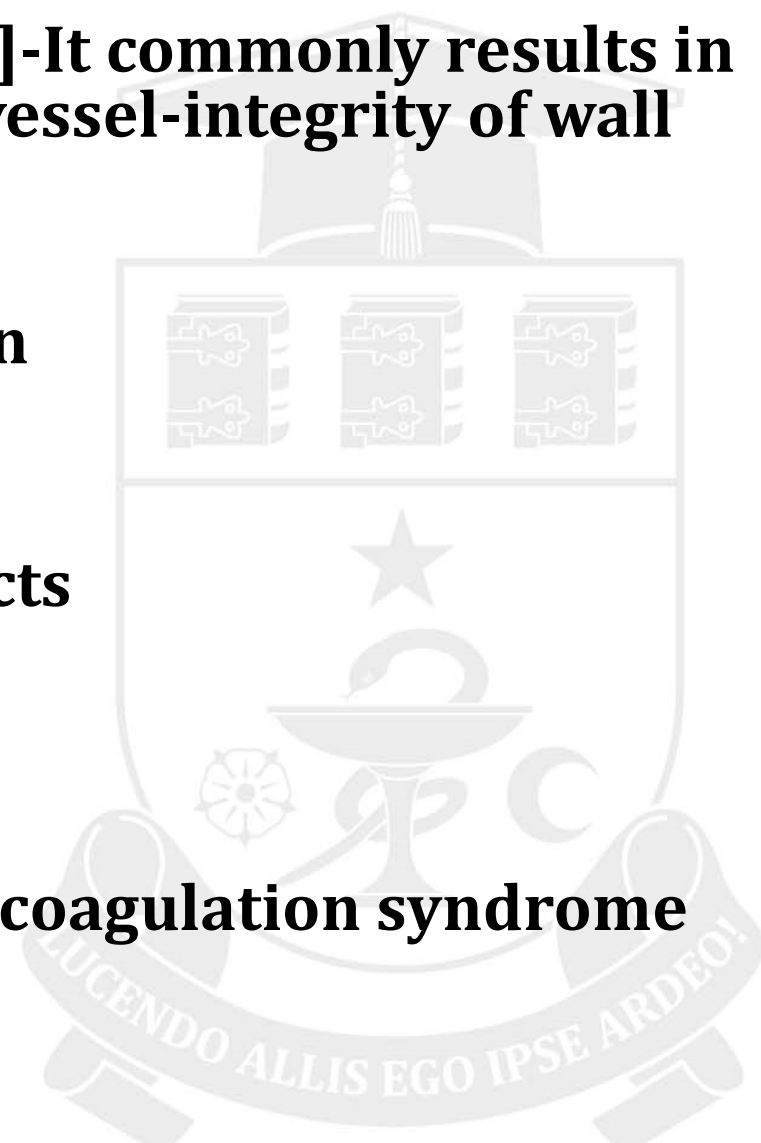 ]-It commonly results in
vessel-integrity of wall
n
cts
coagulation syndrome
LUCENDO ALLIS EGO IPSE ARDEO!